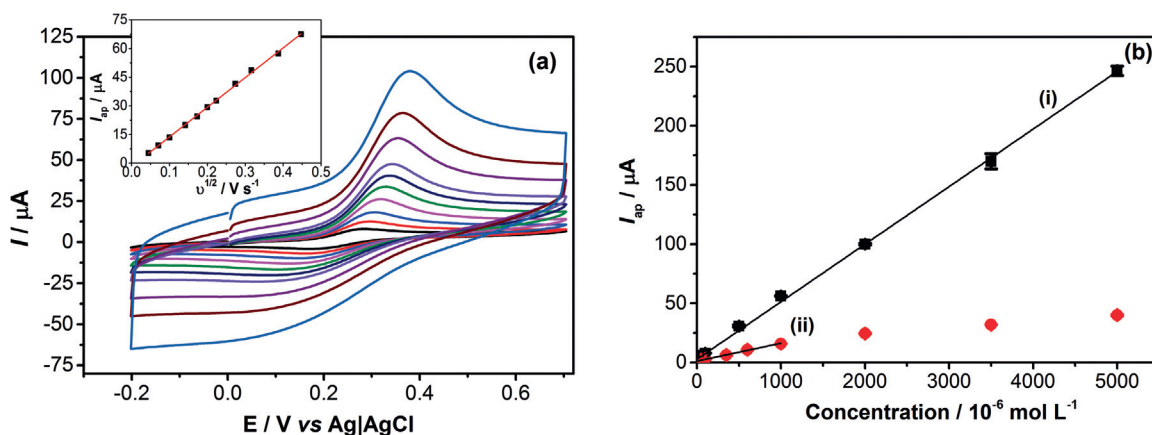 (a)
I / μA
125
100
75
50
25
0
-25
-50
-75
-0.2 0.0 0.2 0.4 0.6
E / V vs Ag|AgCl
I_ap / μA
75
60
45
30
15
0
0.0 0.1 0.2 0.3 0.4 0.5
υ^1/2 / V s^-1
(b)
I_ap / μA
250
200
150
100
50
0
(i)
(ii)
0 1000 2000 3000 4000 5000
Concentration / 10^-6 mol L^-1